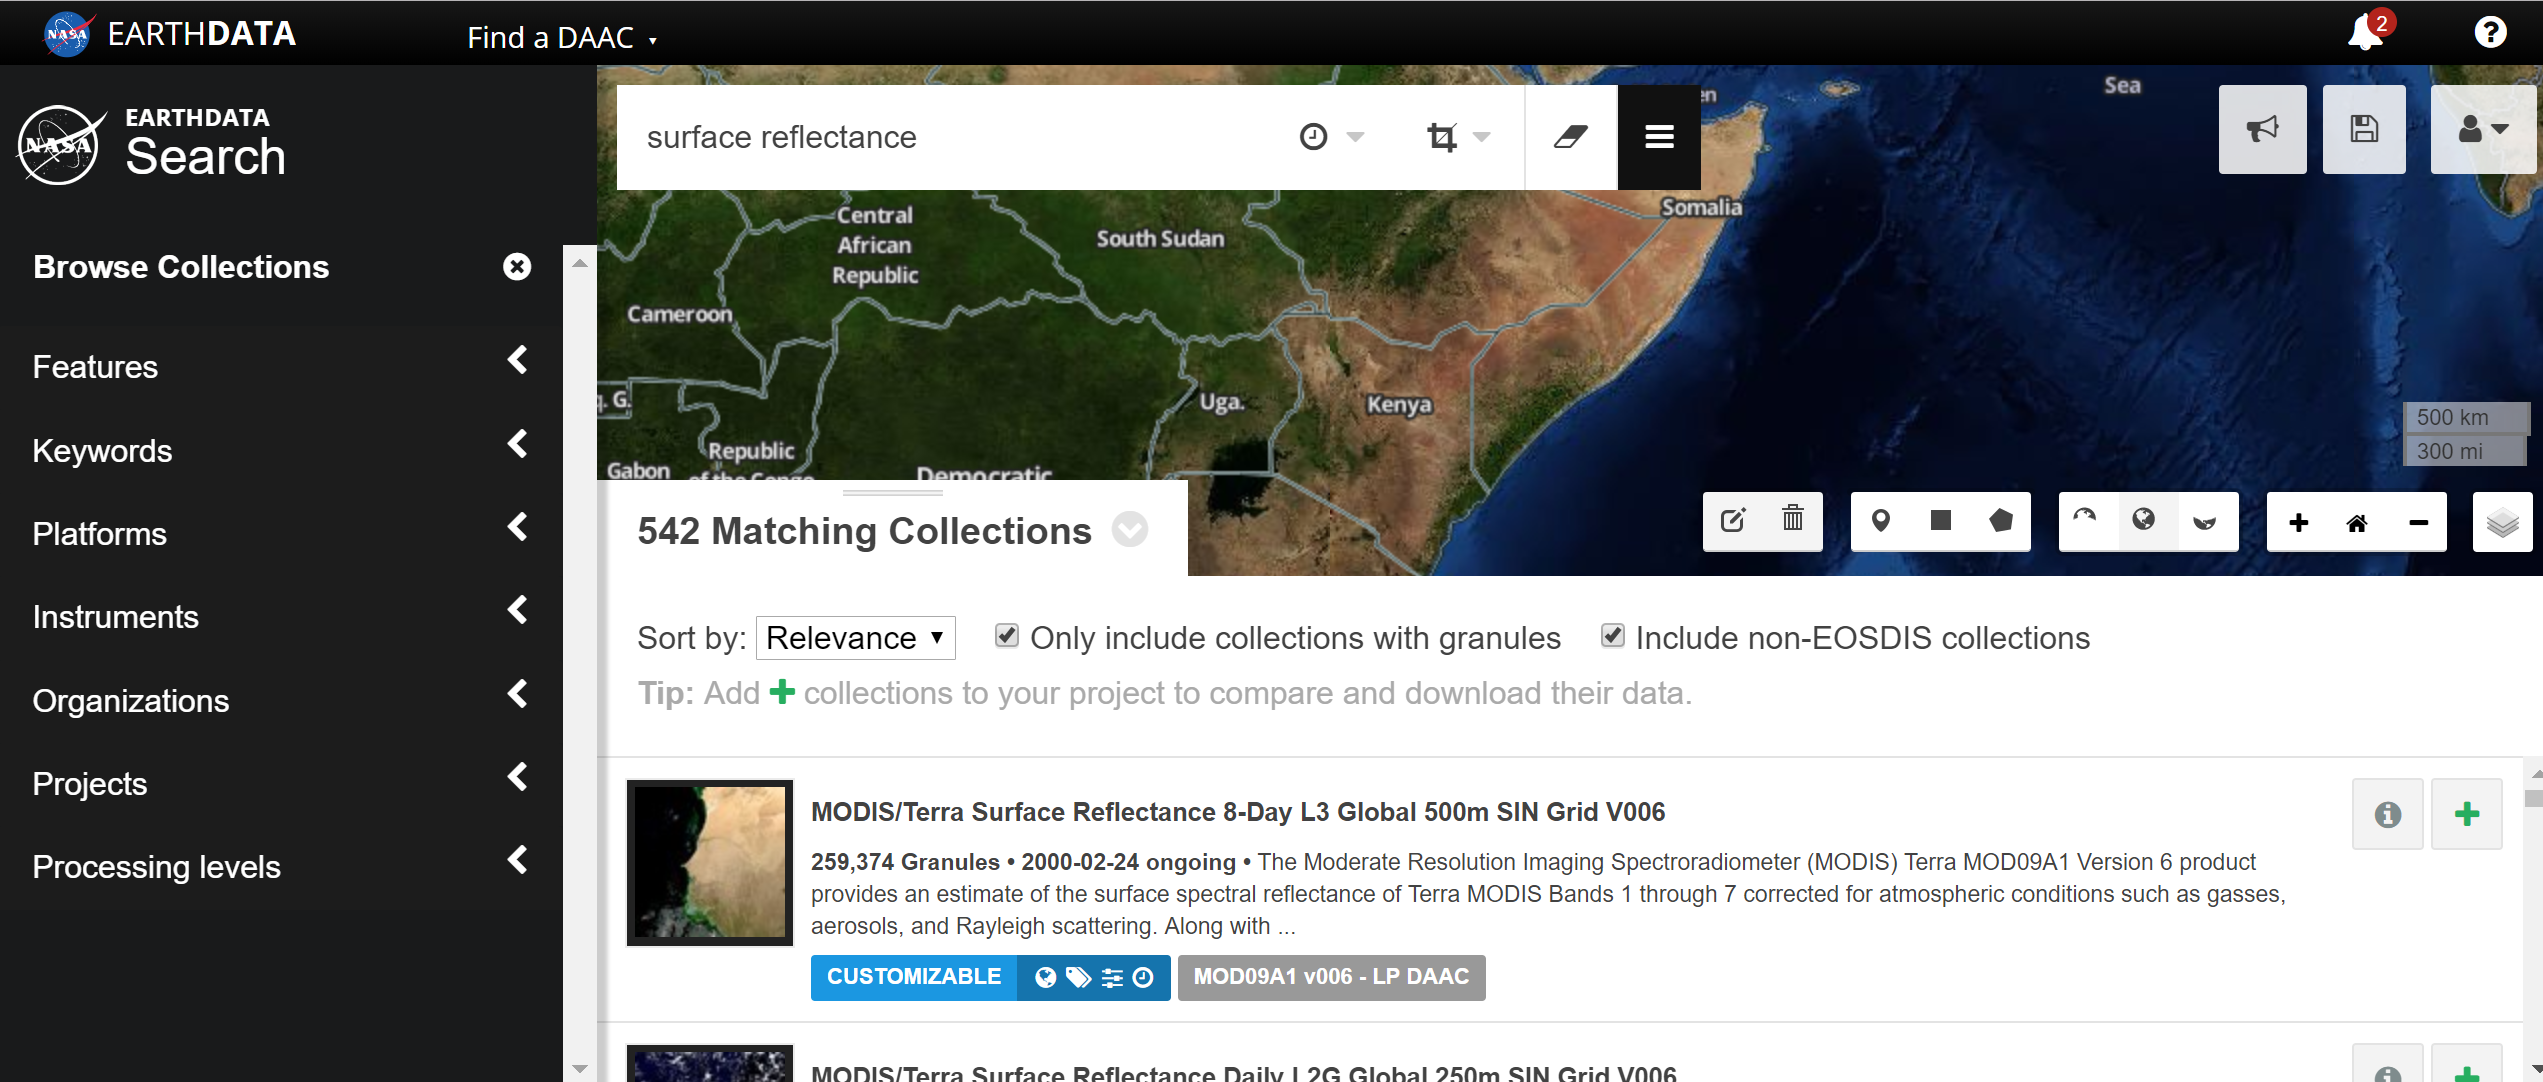 NASA EARTHDATA
Find a DAAC
2
?
NASA
EARTHDATA
Search
Browse Collections
Features
Keywords
Platforms
Instruments
Organizations
Projects
Processing levels
surface reflectance
Sea
Somalia
Central
African
Republic
South Sudan
Cameroon
Uga.
Kenya
Republic
Gabon
of the Congo
Democratic
500 km
300 mi
542 Matching Collections
Sort by: Relevance
Only include collections with granules
Include non-EOSDIS collections
Tip: Add + collections to your project to compare and download their data.
MODIS/Terra Surface Reflectance 8-Day L3 Global 500m SIN Grid V006
259,374 Granules • 2000-02-24 ongoing • The Moderate Resolution Imaging Spectroradiometer (MODIS) Terra MOD09A1 Version 6 product
provides an estimate of the surface spectral reflectance of Terra MODIS Bands 1 through 7 corrected for atmospheric conditions such as gasses,
aerosols, and Rayleigh scattering. Along with ...
CUSTOMIZABLE
MOD09A1 v006 - LP DAAC
MODIS/Terra Surface Reflectance Daily L2G Global 250m SIN Grid V006